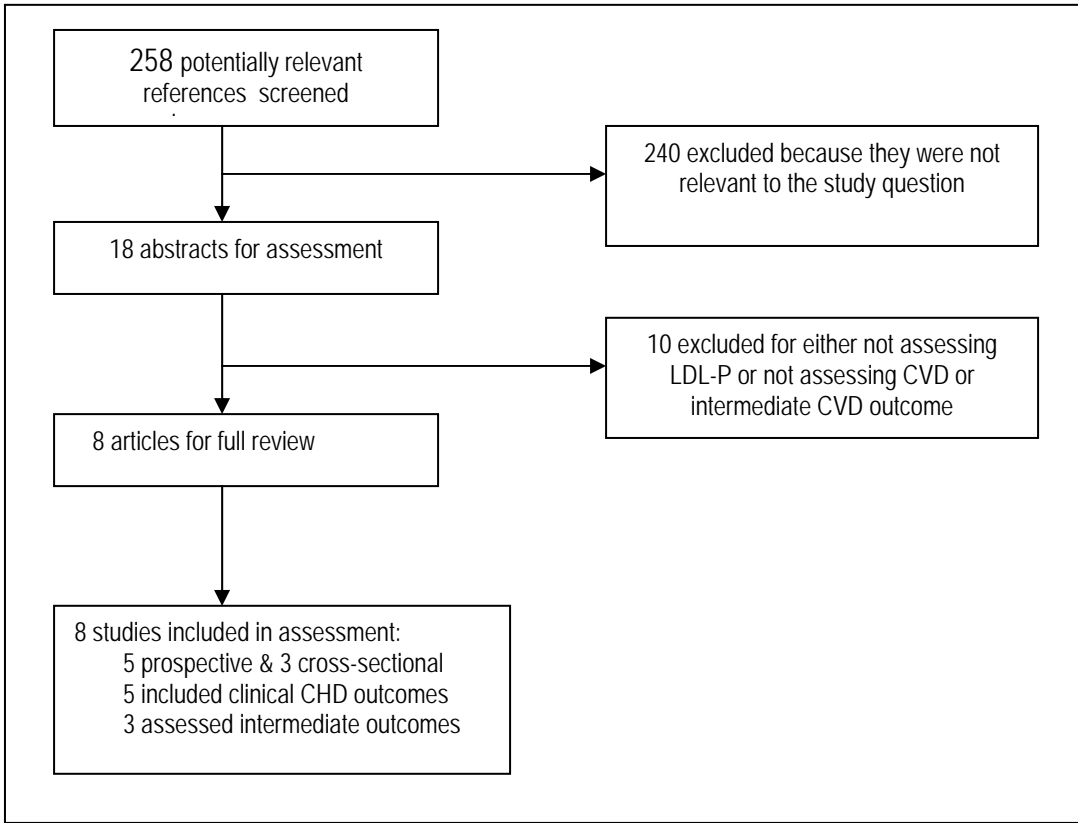 258 potentially relevant
references screened
.
240 excluded because they were not
relevant to the study question
18 abstracts for assessment
10 excluded for either not assessing
LDL-P or not assessing CVD or
intermediate CVD outcome
8 articles for full review
8 studies included in assessment:
5 prospective & 3 cross-sectional
5 included clinical CHD outcomes
3 assessed intermediate outcomes